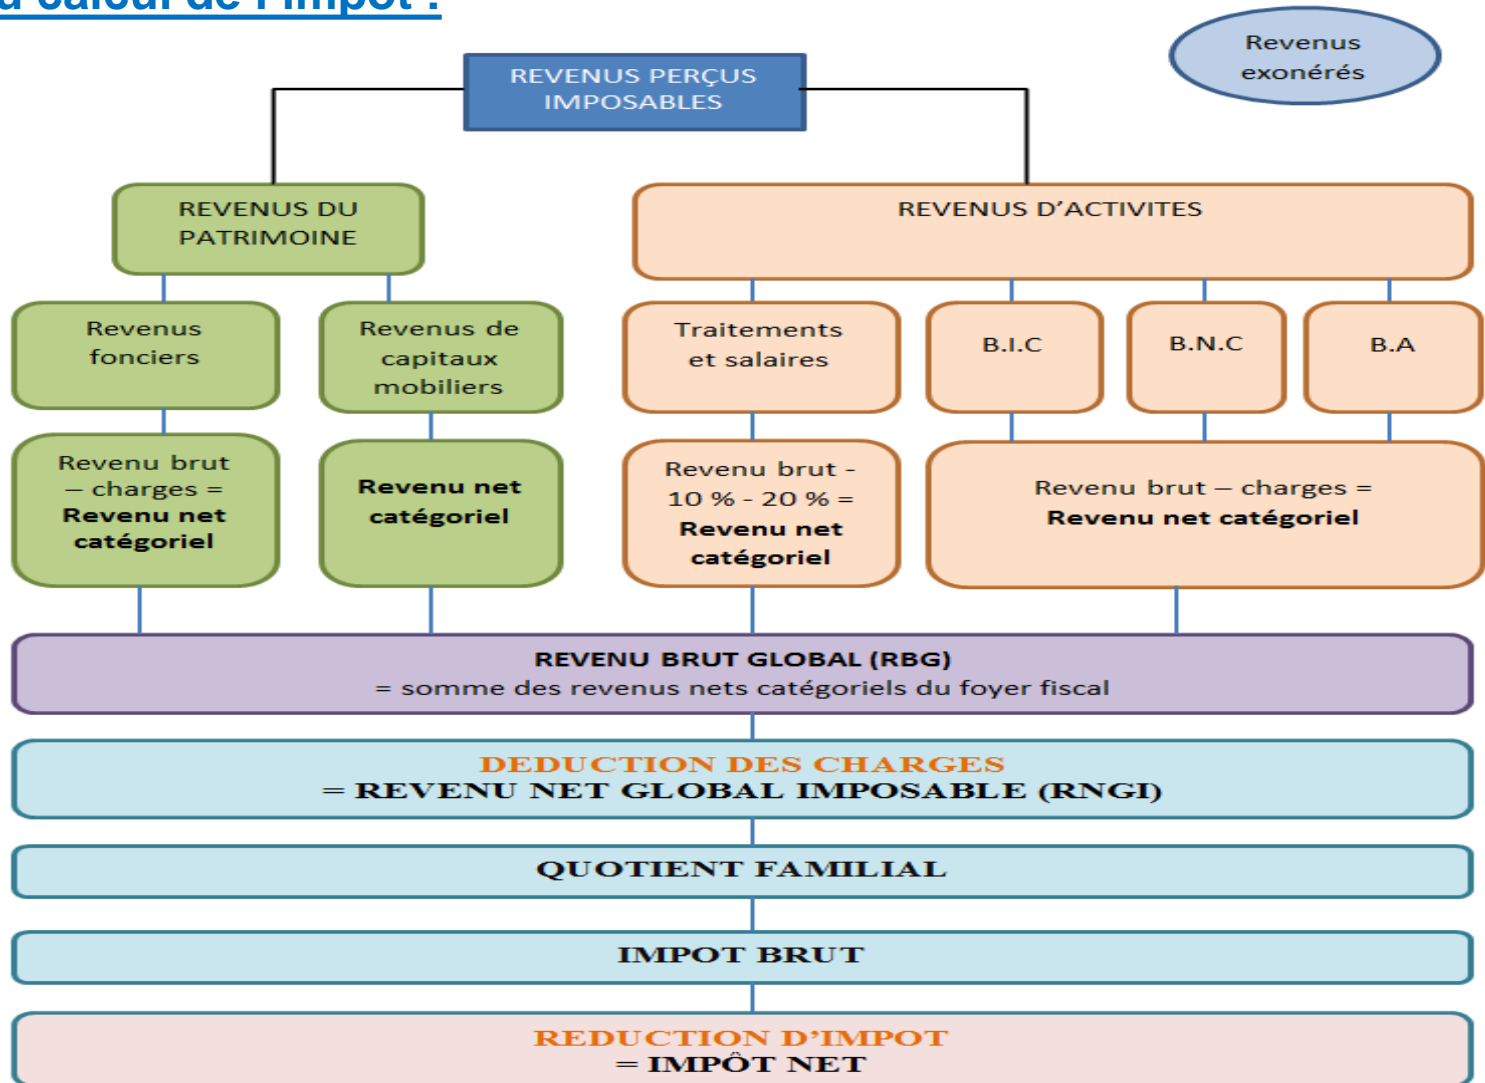 u calcul de l'impôt :
Revenus
exonérés
REVENUS PERÇUS
IMPOSABLES
REVENUS DU
PATRIMOINE
REVENUS D'ACTIVITES
Revenus
fonciers
Revenus de
capitaux
mobiliers
Traitements
et salaires
B.I.C
B.N.C
B.A
Revenu brut
– charges =
Revenu net
catégoriel
Revenu net
catégoriel
Revenu brut -
10 % - 20 % =
Revenu net
catégoriel
Revenu brut – charges =
Revenu net catégoriel
REVENU BRUT GLOBAL (RBG)
= somme des revenus nets catégoriels du foyer fiscal
DEDUCTION DES CHARGES
= REVENU NET GLOBAL IMPOSABLE (RNGI)
QUOTIENT FAMILIAL
IMPOT BRUT
REDUCTION D'IMPOT
= IMPÔT NET